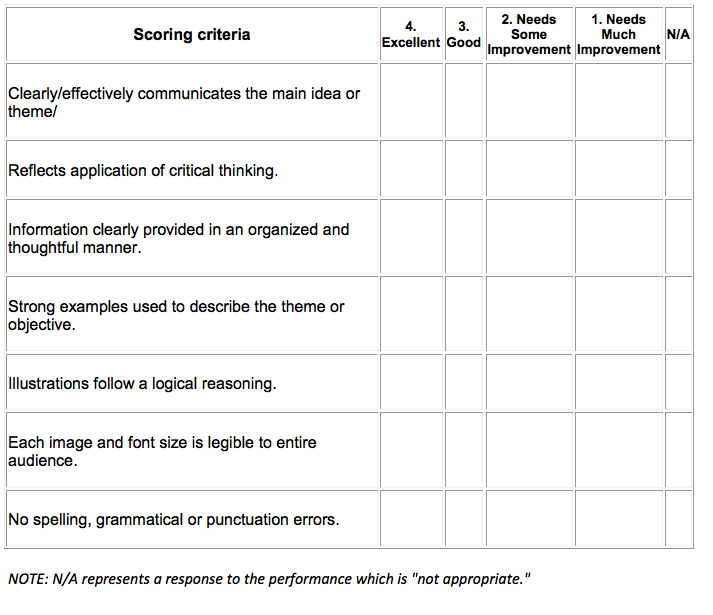 Scoring criteria
4.
Excellent
3.
Good
2. Needs
Some
Improvement
1. Needs
Much
Improvement
N/A
Clearly/effectively communicates the main idea or
theme/
Reflects application of critical thinking.
Information clearly provided in an organized and
thoughtful manner.
Strong examples used to describe the theme or
objective.
Illustrations follow a logical reasoning.
Each image and font size is legible to entire
audience.
No spelling, grammatical or punctuation errors.
NOTE: N/A represents a response to the performance which is "not appropriate."